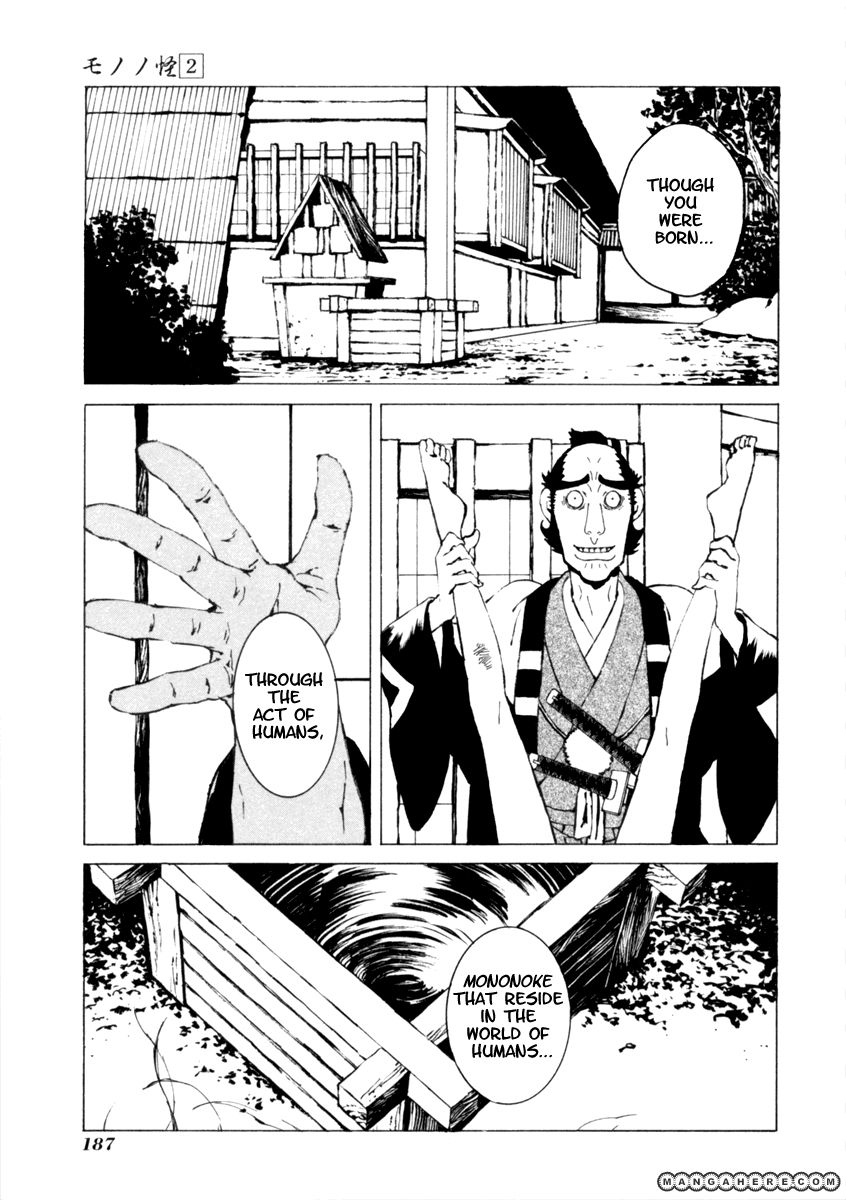 モノノ怪2
THOUGH
YOU
WERE
BORN...
THROUGH
THE
ACT OF
HUMANS,
MONONOKE
THAT RESIDE
IN THE
WORLD OF
HUMANS...
187
MANGAHERE.COM